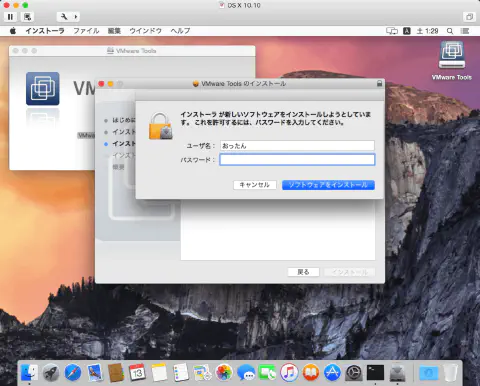 OS X 10.10
インストーラ ファイル 編集 ウインドウ ヘルプ
A 土 1:29
VMware Tools
VM
VMware Tools
VMware Tools のインストール
はじめに
インストーラ が新しいソフトウェアをインストールしようとしていま
す。 これを許可するには、パスワードを入力してください。
ユーザ名： おったん
パスワード：
キャンセル ソフトウェアをインストール
インスト
インスト
インスト
概要
戻る インストール
13